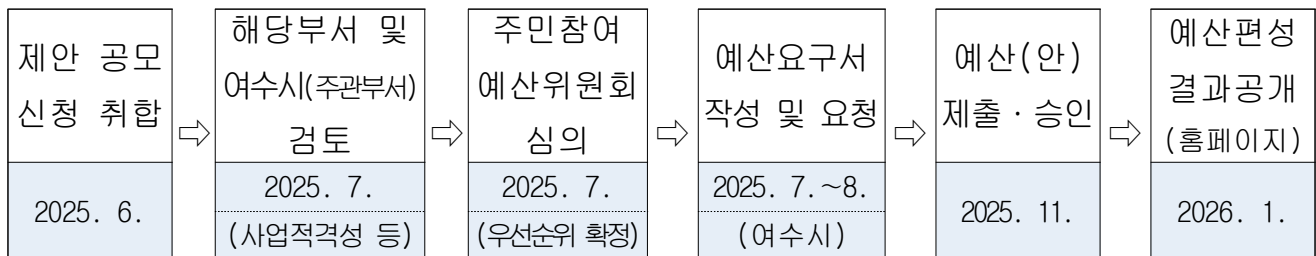 제안 공모
신청 취합
⇨
해당부서 및
여수시(주관부서)
검토
⇨
주민참여
예산위원회
심의
⇨
예산요구서
작성 및 요청
⇨
예산(안)
제출·승인
⇨
예산편성
결과공개
(홈페이지)
2025. 6.
2025. 7.
(사업적격성 등)
2025. 7.
(우선순위 확정)
2025. 7.~8.
(여수시)
2025. 11.
2026. 1.